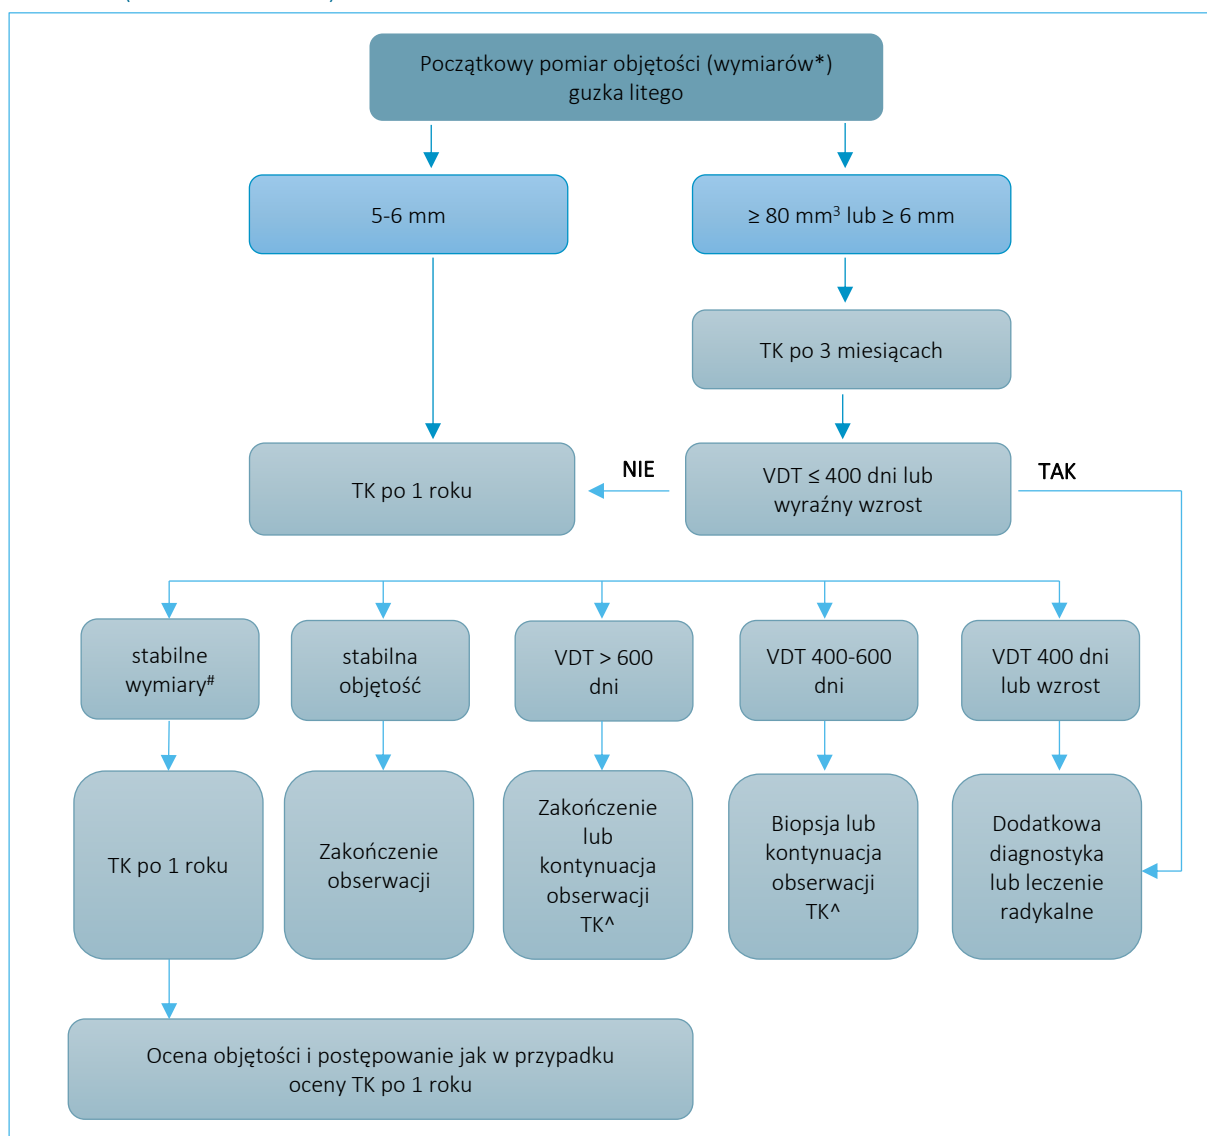 Początkowy pomiar objętości (wymiarów*)
guzka litego
5-6 mm
≥ 80 mm³ lub ≥ 6 mm
TK po 3 miesiącach
TK po 1 roku
NIE
VDT ≤ 400 dni lub
wyraźny wzrost
TAK
stabilne
wymiary#
stabilna
objętość
VDT > 600
dni
VDT 400-600
dni
VDT 400 dni
lub wzrost
TK po 1 roku
Zakończenie
obserwacji
Zakończenie
lub
kontynuacja
obserwacji
TK^
Biopsja lub
kontynuacja
obserwacji
TK^
Dodatkowa
diagnostyka
lub leczenie
radykalne
Ocena objętości i postępowanie jak w przypadku
oceny TK po 1 roku